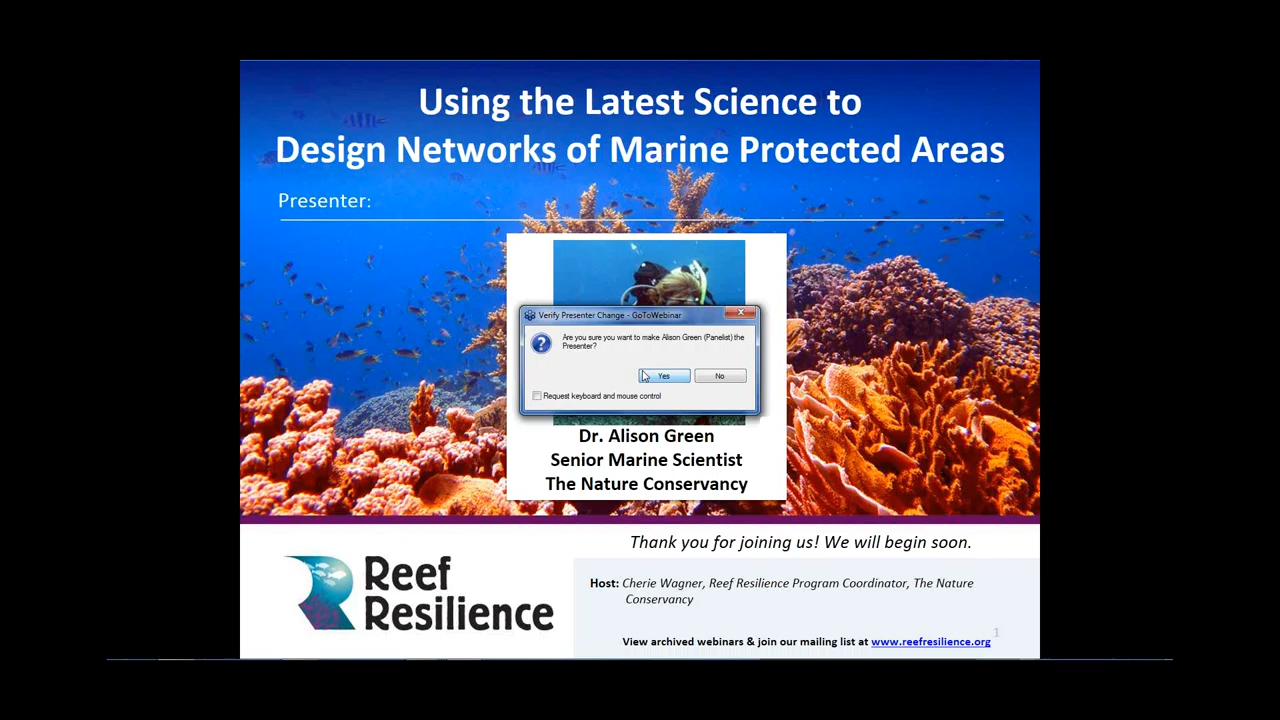 Using the Latest Science to
Design Networks of Marine Protected Areas
Presenter:
Verify Presenter Change - GoToWebinar
Are you sure you want to make Alison Green (Panelist) the
Presenter?
Yes
No
Request keyboard and mouse control
Dr. Alison Green
Senior Marine Scientist
The Nature Conservancy
Thank you for joining us! We will begin soon.
Reef
Resilience
Host: Cherie Wagner, Reef Resilience Program Coordinator, The Nature
Conservancy
1
View archived webinars & join our mailing list at www.reefresilience.org